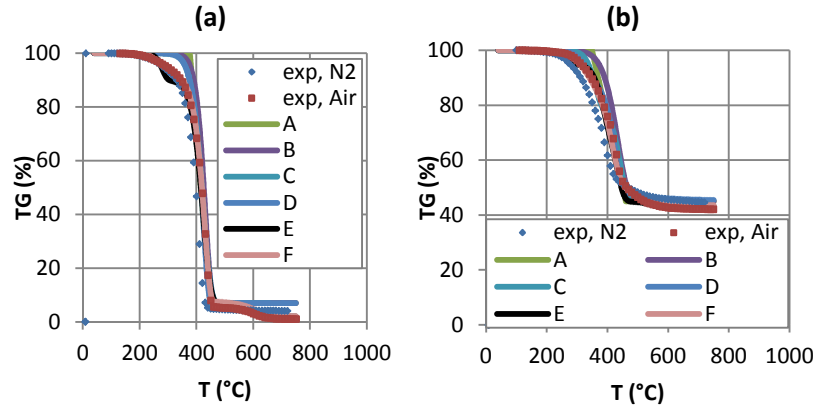 (a)
100
80
60
40
20
0
TG (%)
0 200 400 600 800 1000
T (°C)
exp, N2
exp, Air
A
B
C
D
E
F
(b)
100
80
60
40
20
0
TG (%)
0 200 400 600 800 1000
T (°C)
exp, N2 exp, Air
A B
C D
E F